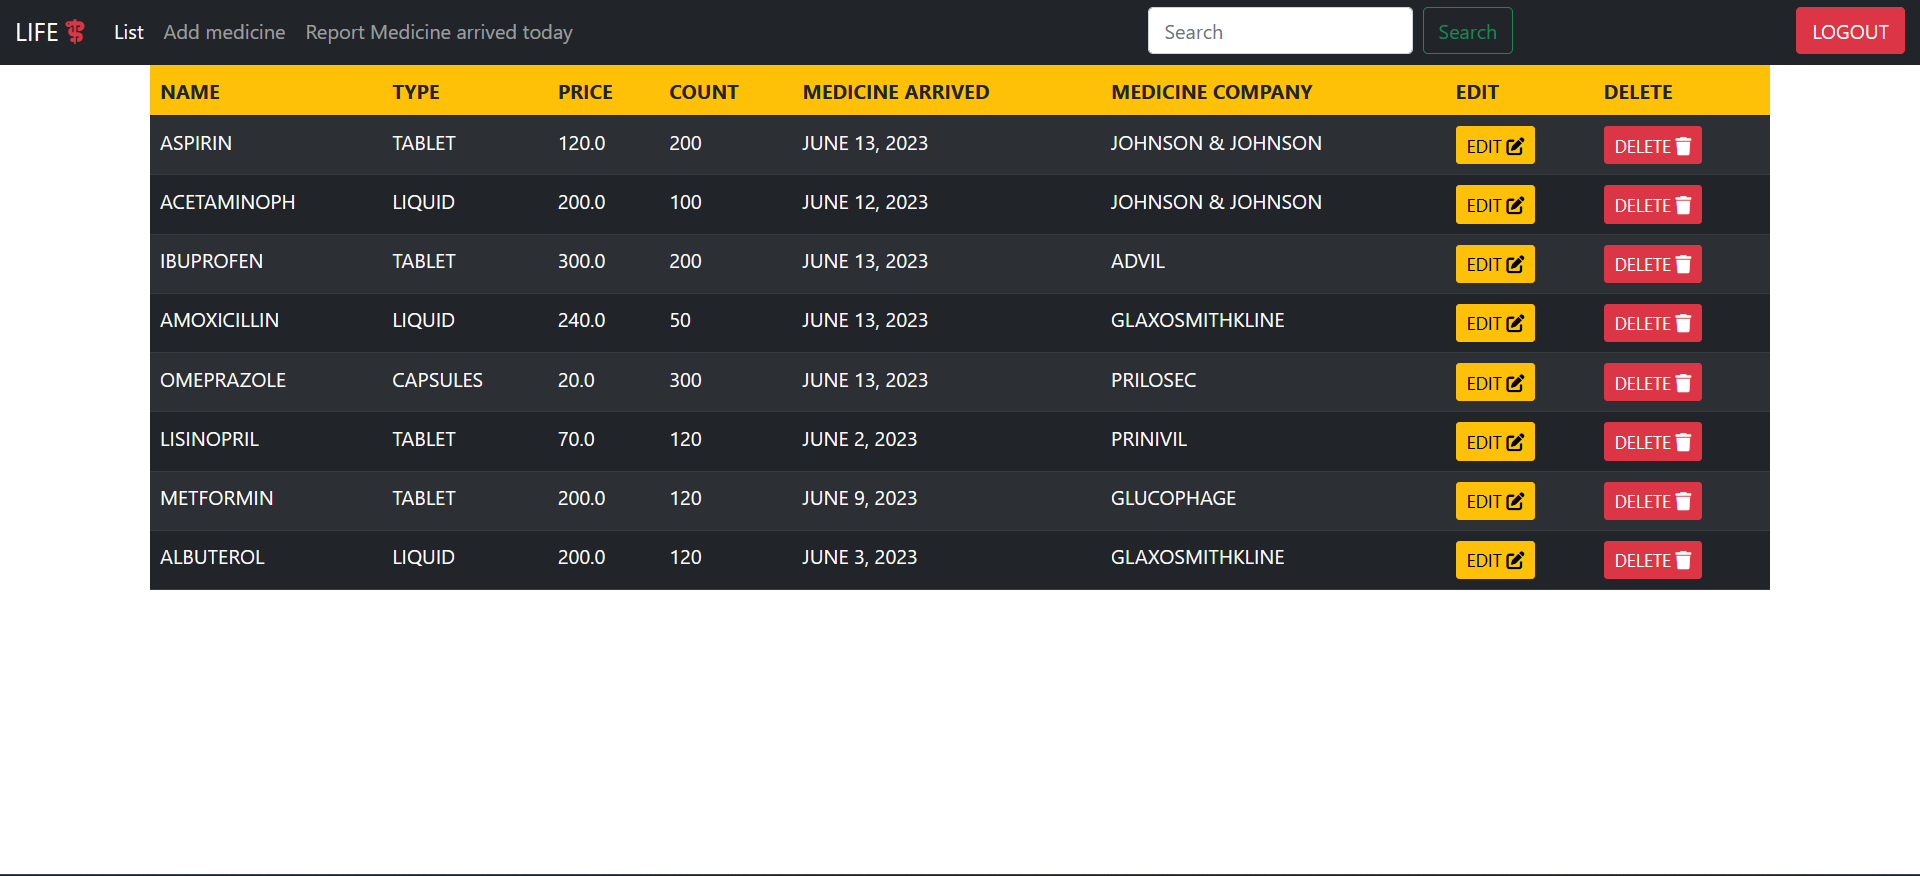 LIFE List Add medicine Report Medicine arrived today Search Search LOGOUT
NAME TYPE PRICE COUNT MEDICINE ARRIVED MEDICINE COMPANY EDIT DELETE
ASPIRIN TABLET 120.0 200 JUNE 13, 2023 JOHNSON & JOHNSON EDIT DELETE
ACETAMINOPH LIQUID 200.0 100 JUNE 12, 2023 JOHNSON & JOHNSON EDIT DELETE
IBUPROFEN TABLET 300.0 200 JUNE 13, 2023 ADVIL EDIT DELETE
AMOXICILLIN LIQUID 240.0 50 JUNE 13, 2023 GLAXOSMITHKLINE EDIT DELETE
OMEPRAZOLE CAPSULES 20.0 300 JUNE 13, 2023 PRILOSEC EDIT DELETE
LISINOPRIL TABLET 70.0 120 JUNE 2, 2023 PRINIVIL EDIT DELETE
METFORMIN TABLET 200.0 120 JUNE 9, 2023 GLUCOPHAGE EDIT DELETE
ALBUTEROL LIQUID 200.0 120 JUNE 3, 2023 GLAXOSMITHKLINE EDIT DELETE